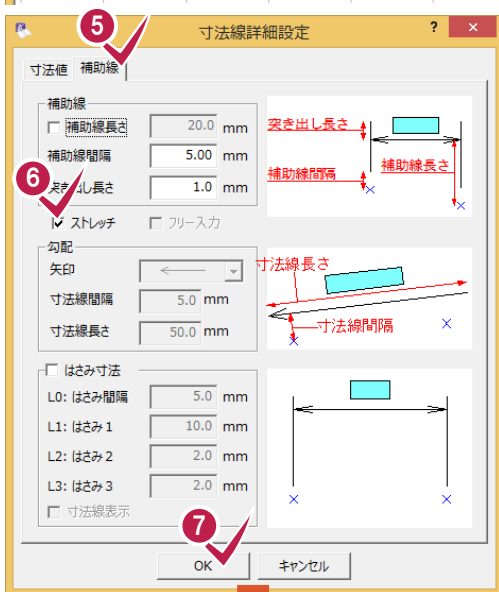 5
寸法線詳細設定 ? ×
寸法値 補助線
補助線
補助線長さ 20.0 mm
補助線間隔 5.00 mm
突き出し長さ 1.0 mm
6
ストレッチ フリー入力
突き出し長さ
補助線間隔
補助線長さ
勾配
矢印
寸法線間隔 5.0 mm
寸法線長さ 50.0 mm
寸法線長さ
寸法線間隔
はさみ寸法
L0: はさみ間隔 5.0 mm
L1: はさみ1 10.0 mm
L2: はさみ2 2.0 mm
L3: はさみ3 2.0 mm
寸法線表示
7
OK キャンセル